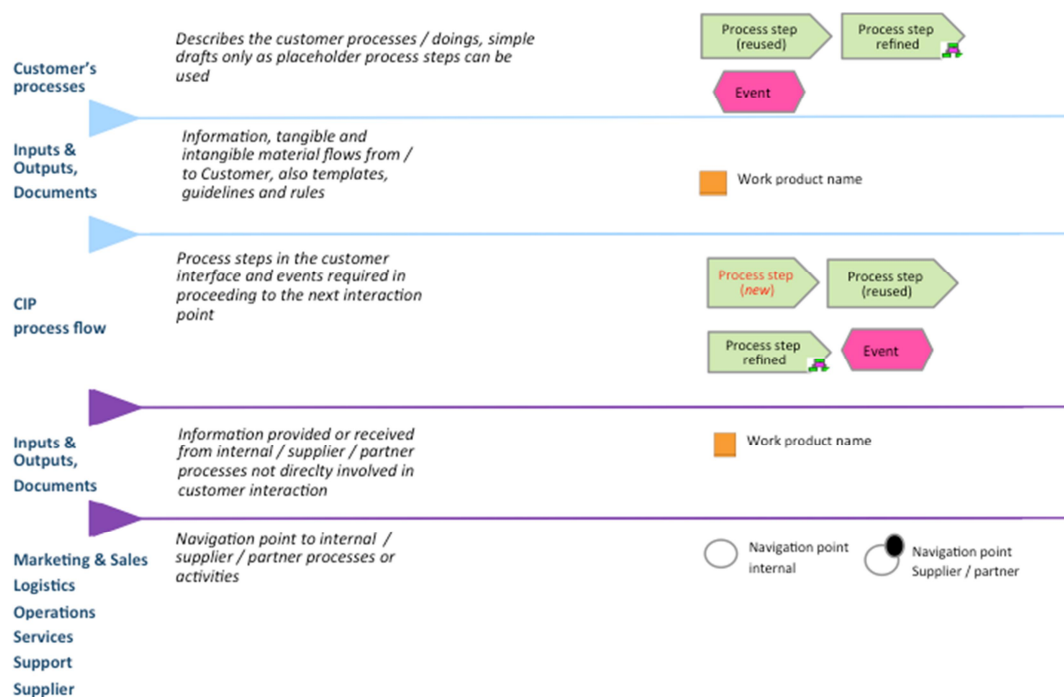 Customer's
processes
Describes the customer processes / doings, simple
drafts only as placeholder process steps can be
used
Process step
(reused)
Process step
refined
Event
Inputs &
Outputs,
Documents
Information, tangible and
intangible material flows from /
to Customer, also templates,
guidelines and rules
Work product name
CIP
process flow
Process steps in the customer
interface and events required in
proceeding to the next interaction
point
Process step
(new)
Process step
(reused)
Process step
refined
Event
Inputs &
Outputs,
Documents
Information provided or received
from internal / supplier / partner
processes not direclty involved in
customer interaction
Work product name
Marketing & Sales
Logistics
Operations
Services
Support
Supplier
Navigation point to internal /
supplier / partner processes or
activities
Navigation point
internal
Navigation point
Supplier / partner